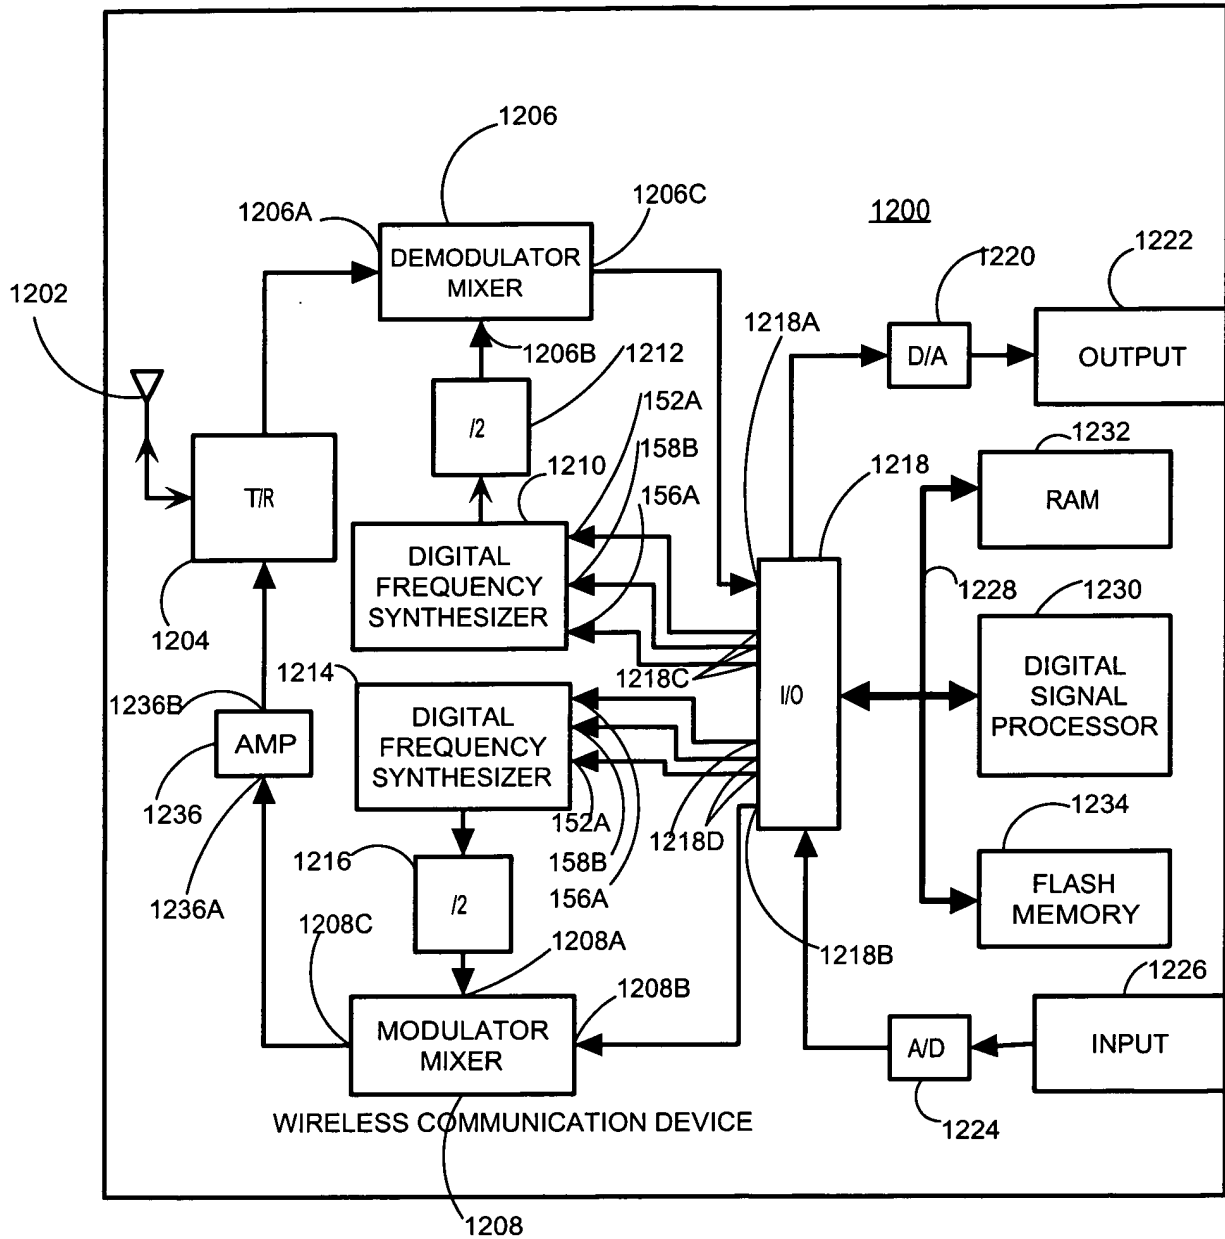 1206
1206A
1206C
1200
1220
1222
DEMODULATOR
MIXER
1202
1218A
D/A
OUTPUT
1206B
1212
/2
152A
158B
1232
T/R
1210
156A
1218
RAM
DIGITAL
FREQUENCY
SYNTHESIZER
1228
1230
1204
1214
1218C
I/O
DIGITAL
SIGNAL
PROCESSOR
1236B
AMP
DIGITAL
FREQUENCY
SYNTHESIZER
1236
152A
1218D
1234
1216
158B
/2
156A
FLASH
MEMORY
1236A
1208C
1208A
1218B
1208B
1226
MODULATOR
MIXER
A/D
INPUT
WIRELESS COMMUNICATION DEVICE
1224
1208